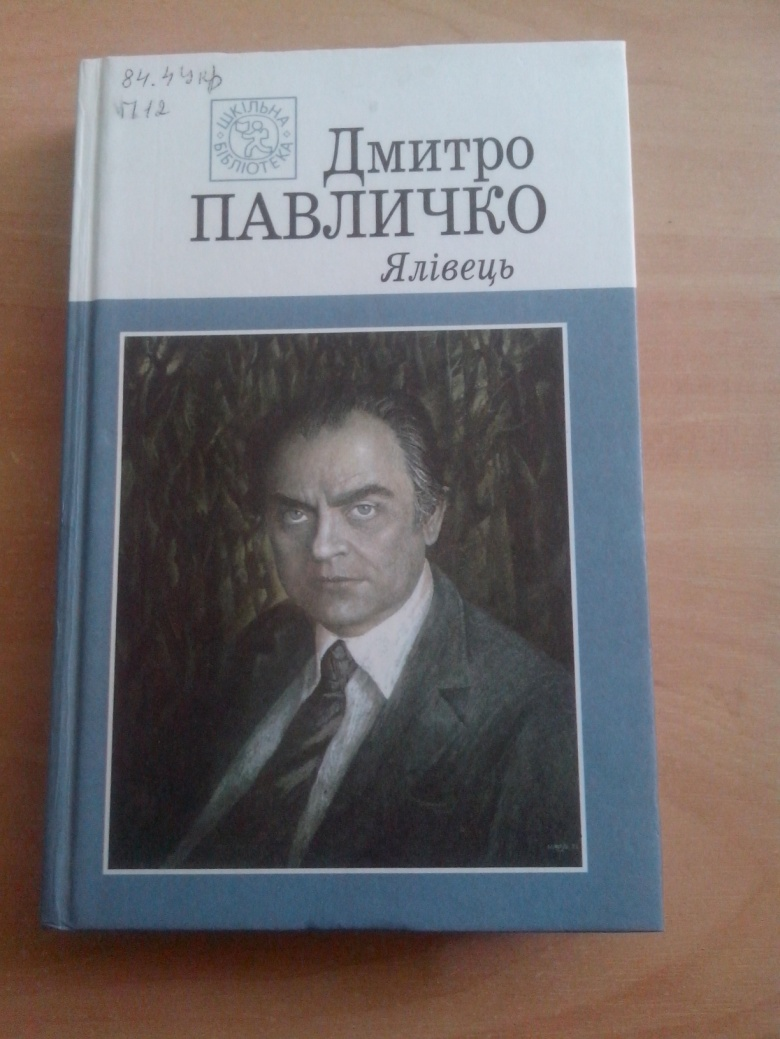 84.4Укр
П12
ШКІЛЬНА
БІБЛІОТЕКА
Дмитро
ПАВЛИЧКО
Ялівець